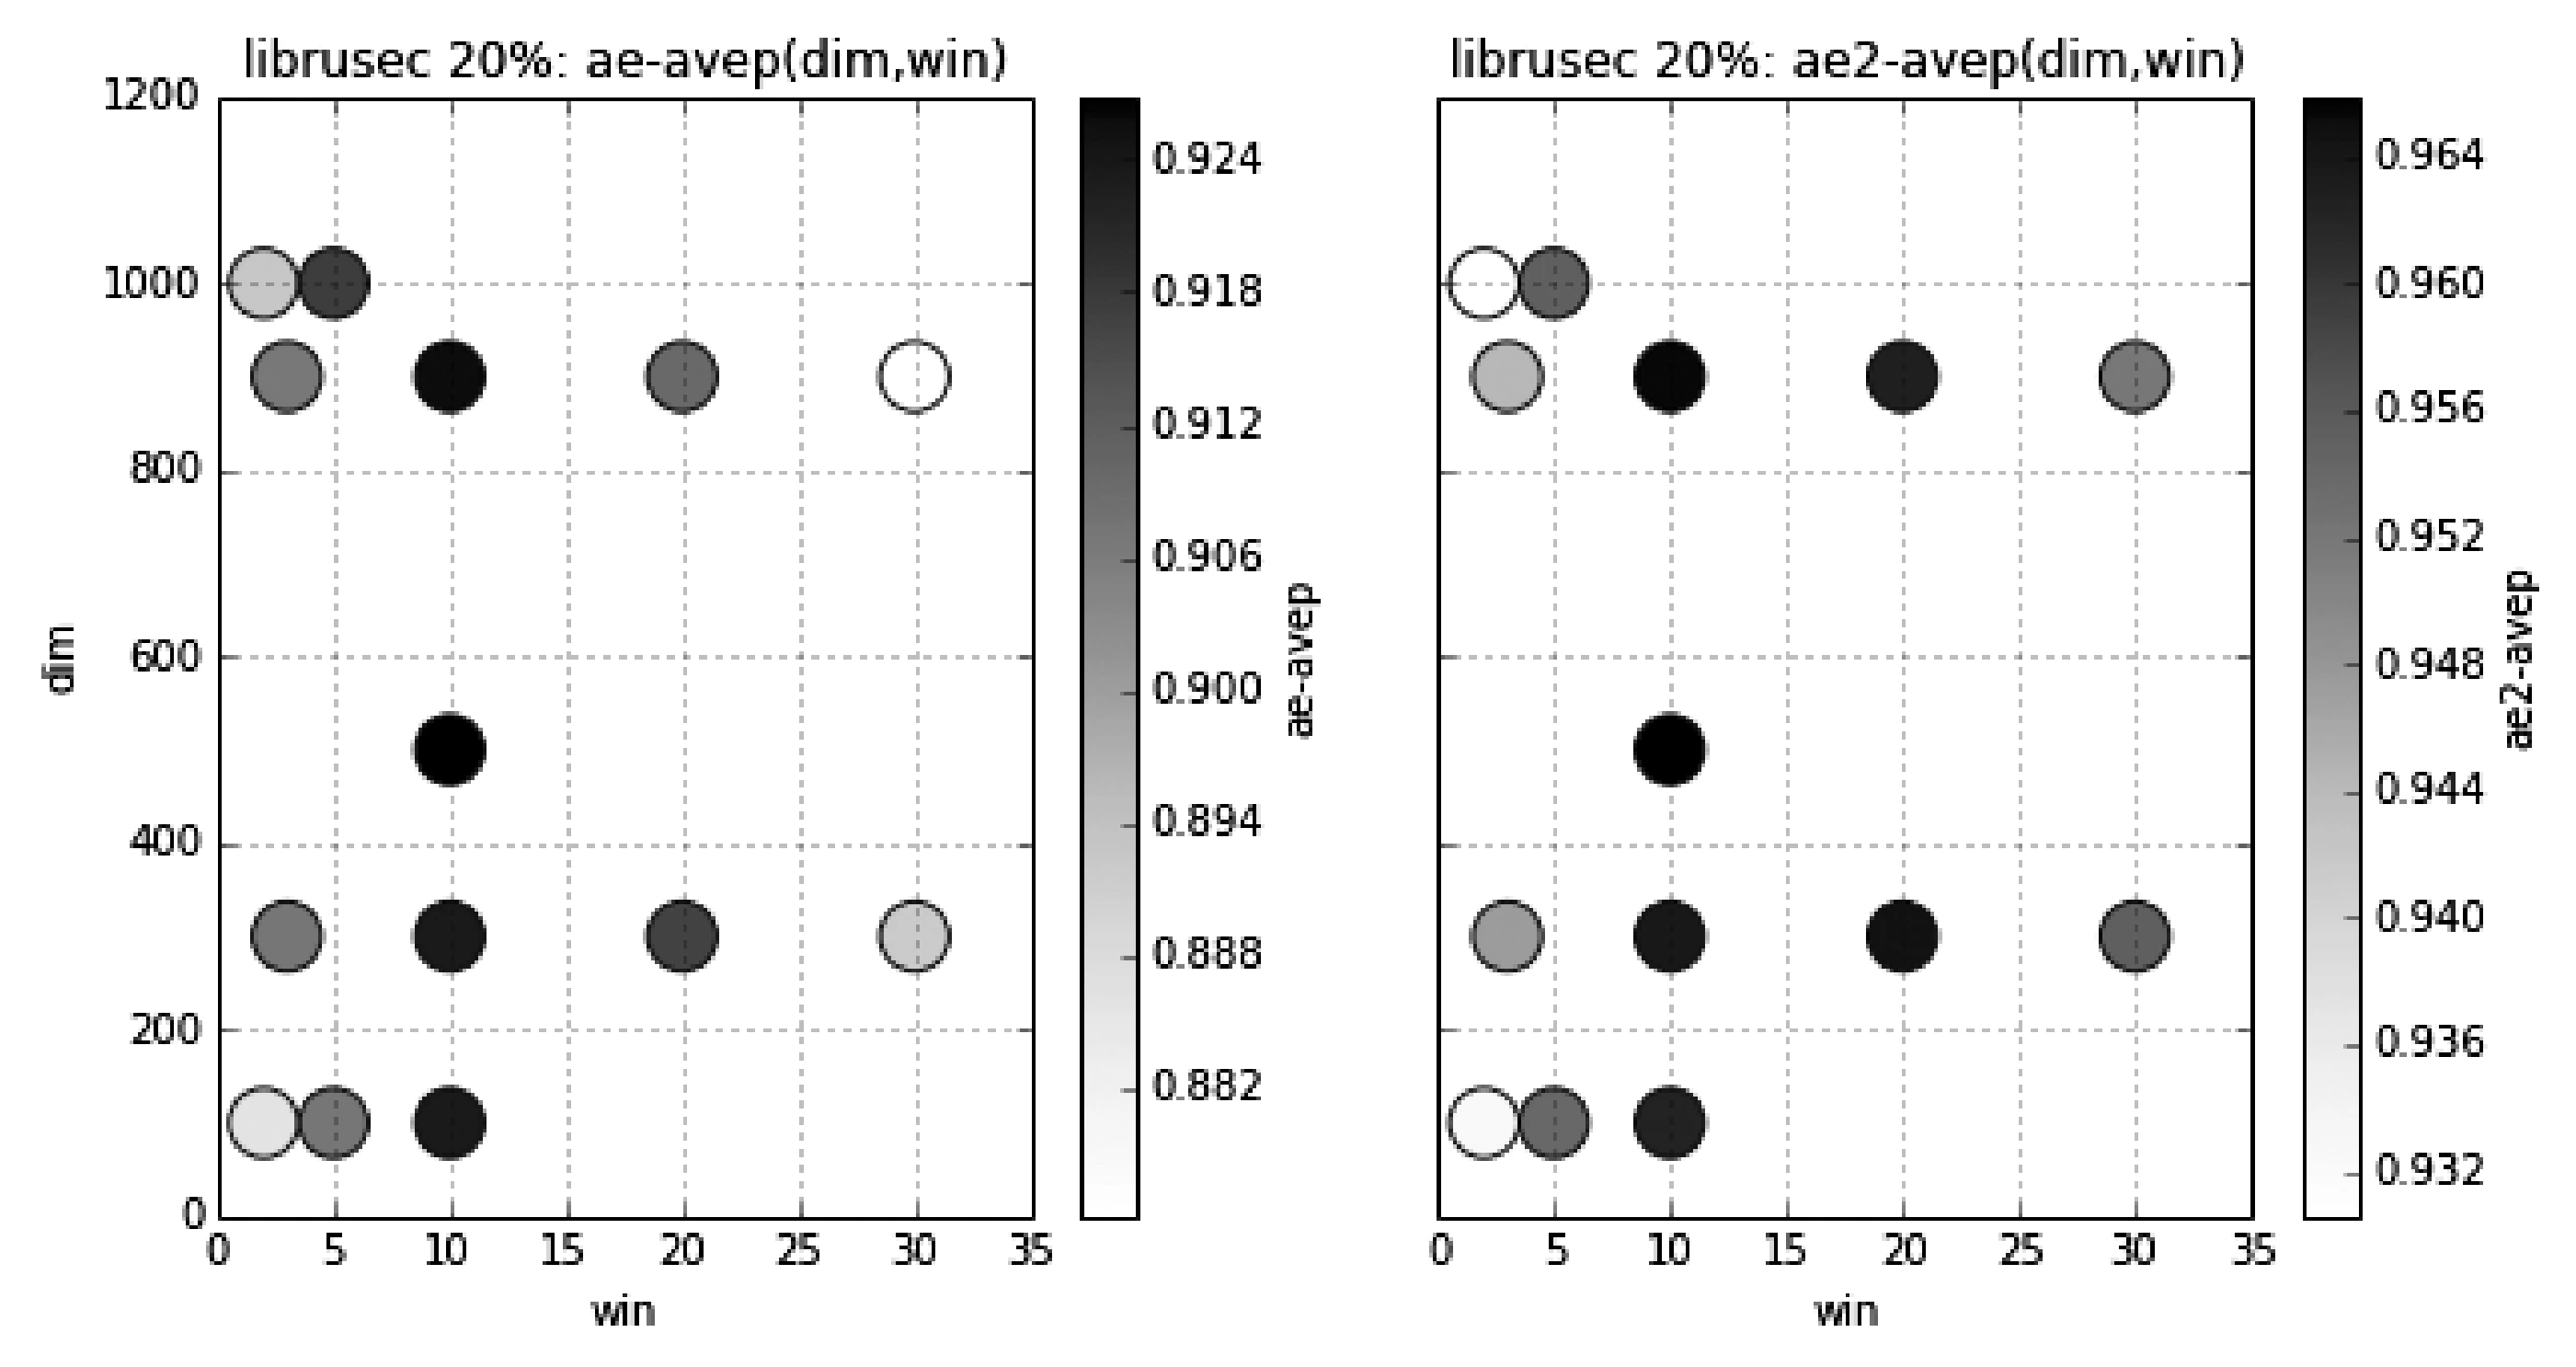 librusec 20%: ae-avep(dim,win)
1200
1000
800
600
400
200
0
dim
0 5 10 15 20 25 30 35
win
0.924
0.918
0.912
0.906
0.900
0.894
0.888
0.882
ae-avep
librusec 20%: ae2-avep(dim,win)
0 5 10 15 20 25 30 35
win
0.964
0.960
0.956
0.952
0.948
0.944
0.940
0.936
0.932
ae2-avep